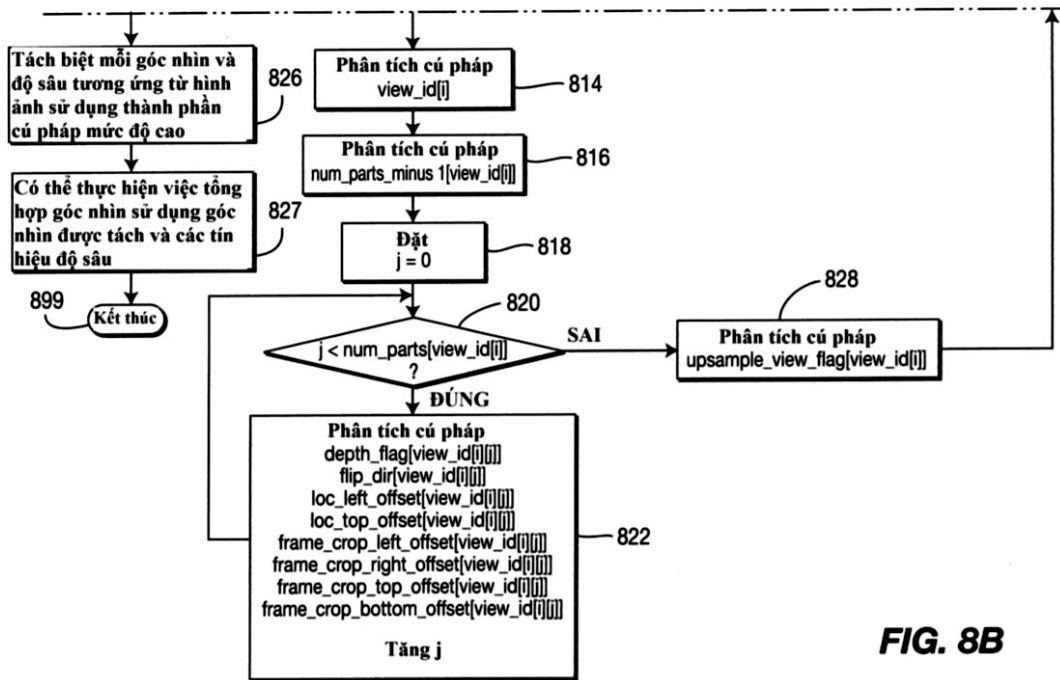 Tách biệt mỗi góc nhìn và
độ sâu tương ứng từ hình
ảnh sử dụng thành phần
cú pháp mức độ cao
826
Có thể thực hiện việc tổng
hợp góc nhìn sử dụng góc
nhìn được tách và các tín
hiệu độ sâu
827
899
Kết thúc
Phân tích cú pháp
view_id[i]
814
Phân tích cú pháp
num_parts_minus 1[view_id[i]]
816
Đặt
j = 0
818
820
j < num_parts[view_id[i]]
?
SAI
828
Phân tích cú pháp
upsample_view_flag[view_id[i]]
ĐÚNG
Phân tích cú pháp
depth_flag[view_id[i][j]]
flip_dir[view_id[i][j]]
loc_left_offset[view_id[i][j]]
loc_top_offset[view_id[i][j]]
frame_crop_left_offset[view_id[i][j]]
frame_crop_right_offset[view_id[i][j]]
frame_crop_top_offset[view_id[i][j]]
frame_crop_bottom_offset[view_id[i][j]]
Tăng j
822
FIG. 8B